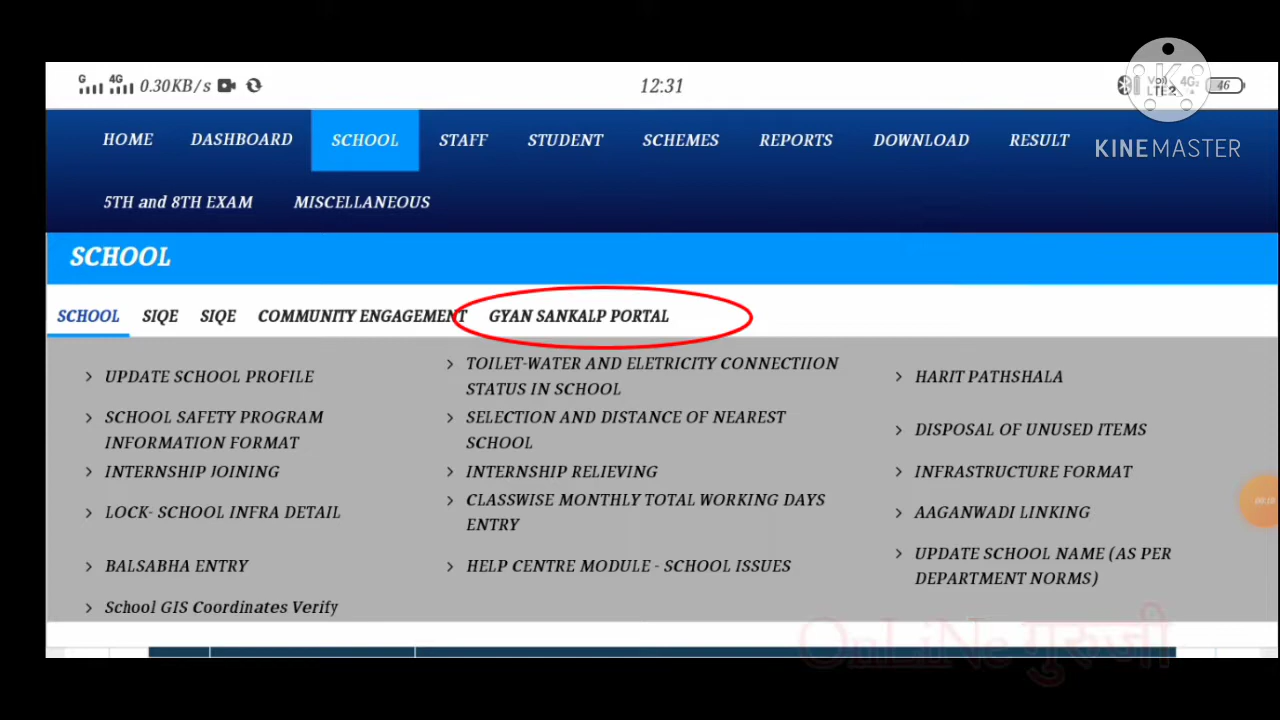 G 4G 0.30KB/s 12:31 46
HOME DASHBOARD SCHOOL STAFF STUDENT SCHEMES REPORTS DOWNLOAD RESULT
KINEMASTER
5TH and 8TH EXAM MISCELLANEOUS
SCHOOL
SCHOOL SIQE SIQE COMMUNITY ENGAGEMENT GYAN SANKALP PORTAL
UPDATE SCHOOL PROFILE
TOILET-WATER AND ELETRICITY CONNECTIION
STATUS IN SCHOOL
HARIT PATHSHALA
SCHOOL SAFETY PROGRAM
INFORMATION FORMAT
SELECTION AND DISTANCE OF NEAREST
SCHOOL
DISPOSAL OF UNUSED ITEMS
INTERNSHIP JOINING
INTERNSHIP RELIEVING
INFRASTRUCTURE FORMAT
LOCK- SCHOOL INFRA DETAIL
CLASSWISE MONTHLY TOTAL WORKING DAYS
ENTRY
AAGANWADI LINKING
BALSABHA ENTRY
HELP CENTRE MODULE - SCHOOL ISSUES
UPDATE SCHOOL NAME (AS PER
DEPARTMENT NORMS)
School GIS Coordinates Verify
OnLiNe गुरुजी